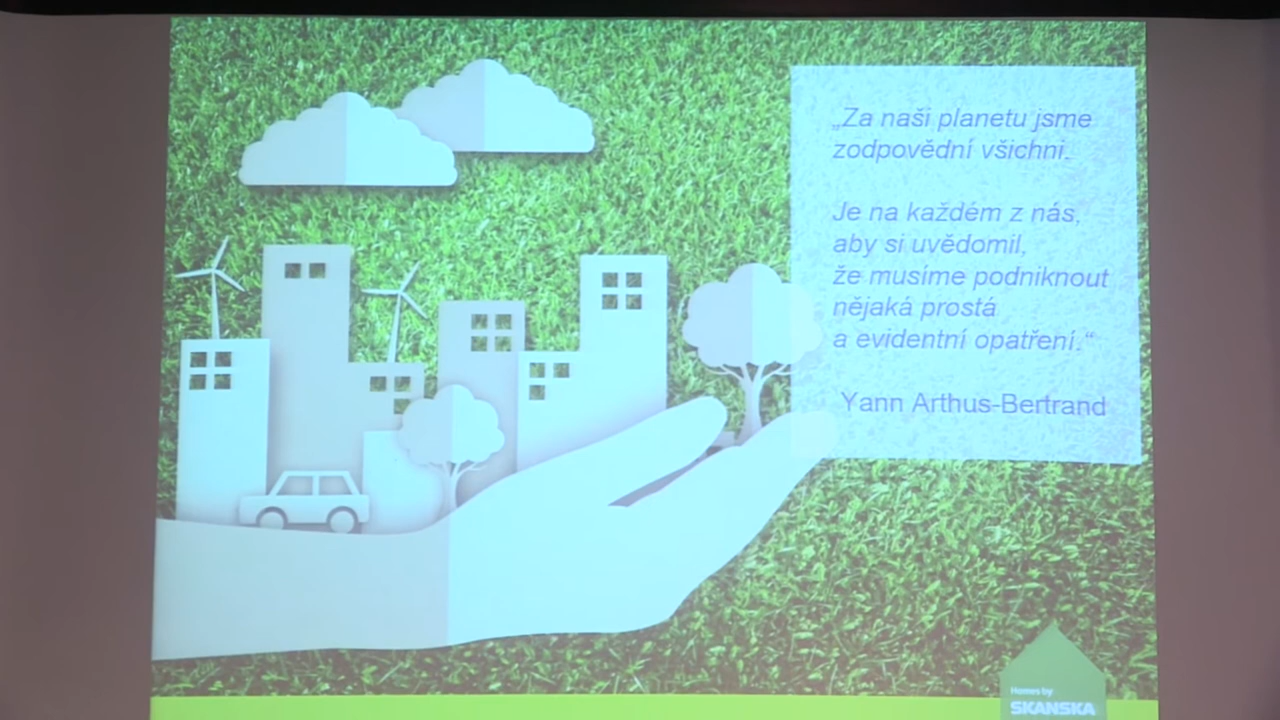 „Za naši planetu jsme
zodpovědní všichni.
Je na každém z nás,
aby si uvědomil,
že musíme podniknout
nějaká prostá
a evidentní opatření.“
Yann Arthus-Bertrand
Homes by
SKANSKA